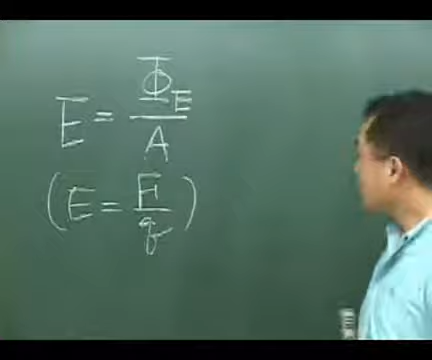 E = Φ_E / A
(E = F / q)